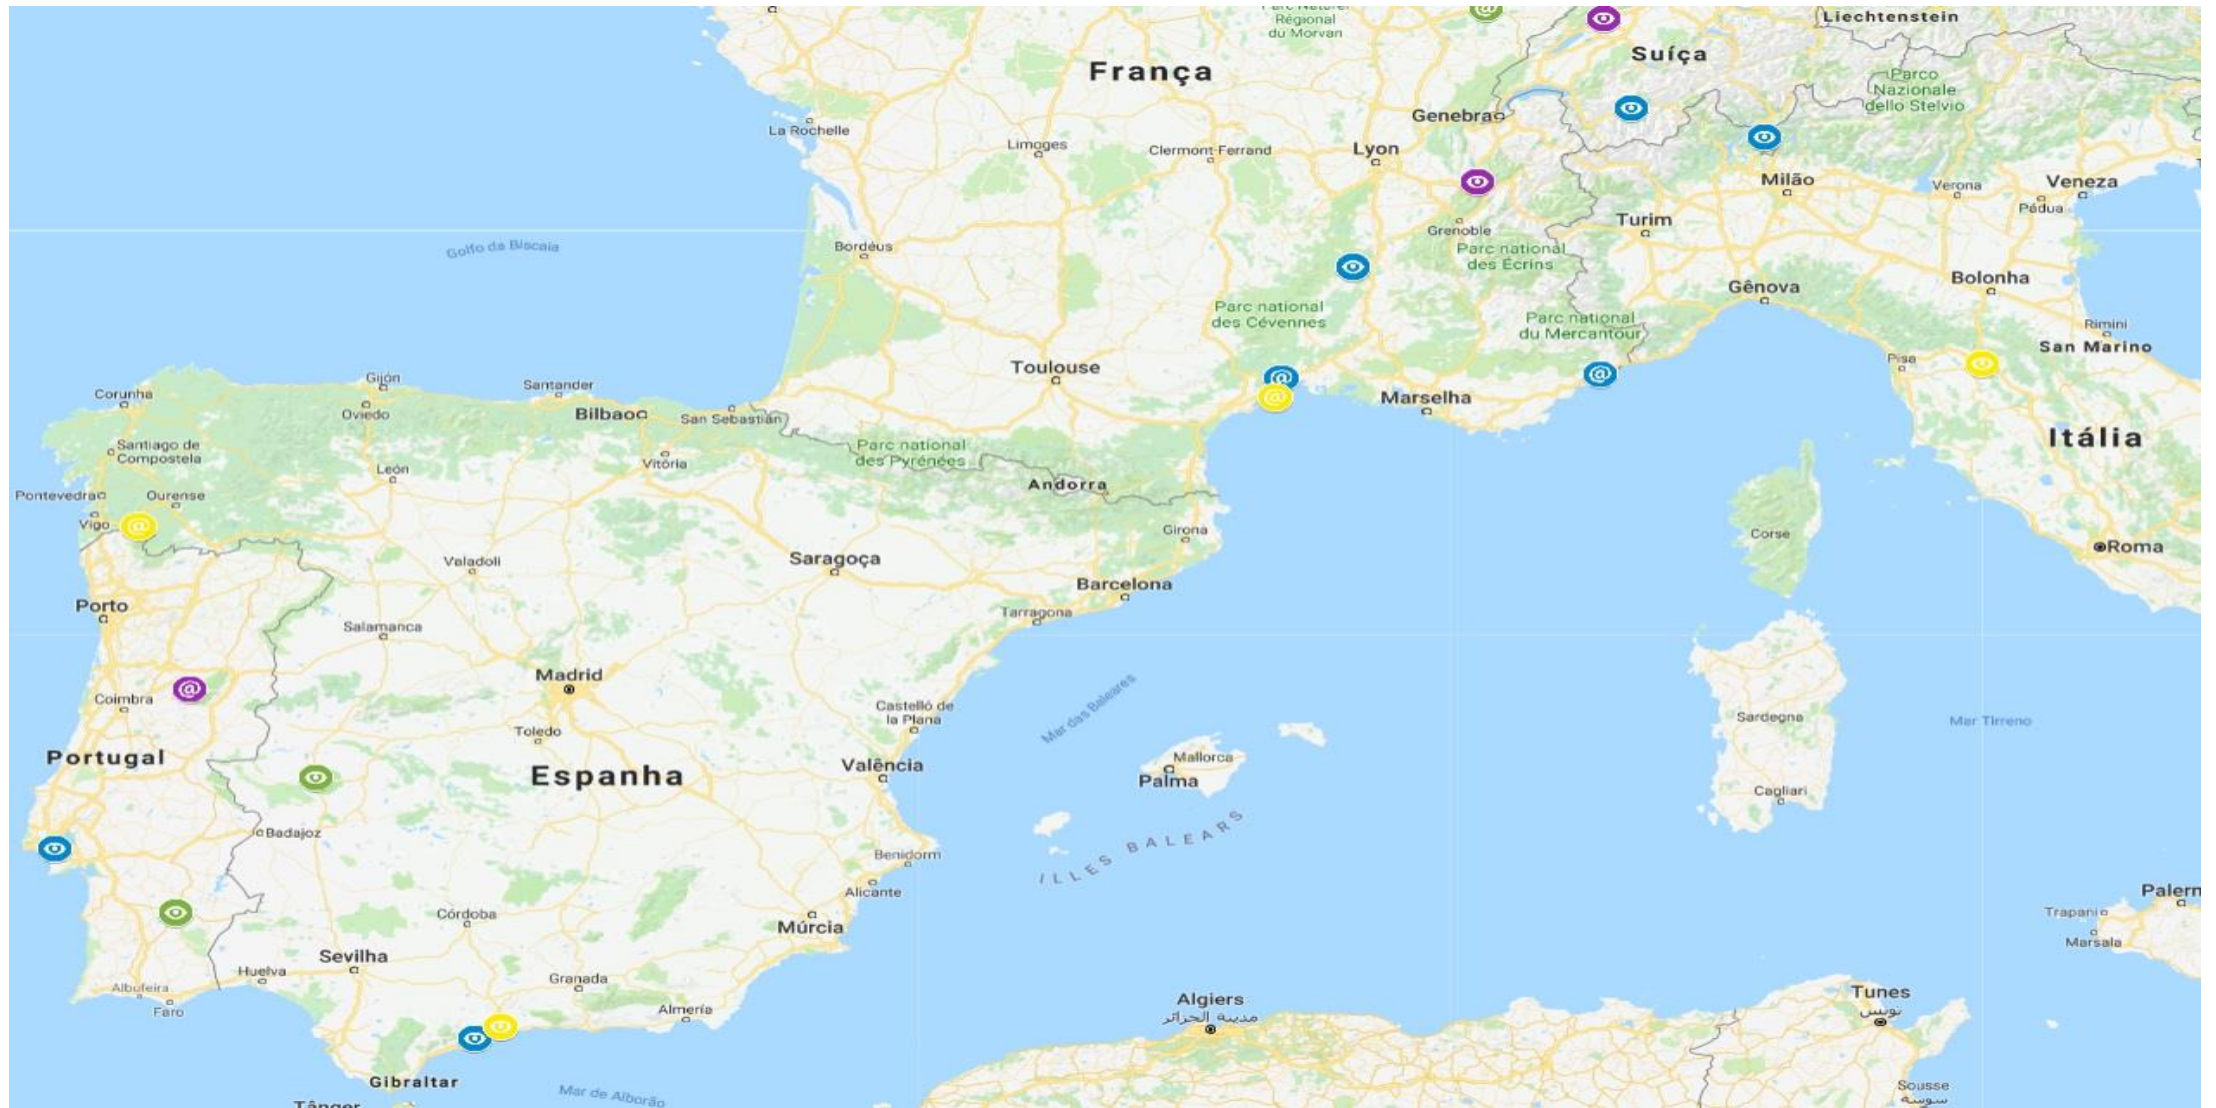 Parc Naturel
Régional
du Morvan
@
Liechtenstein
França
Suíça
Parco
Nazionale
dello Stelvio
Genebra
La Rochelle
Limoges
Clermont-Ferrand
Lyon
Milão
Verona
Veneza
Pádua
Turim
Grenoble
Golfo da Biscaia
Bordéus
Parc national
des Écrins
Bolonha
Gênova
Parc national
des Cévennes
Parc national
du Mercantour
Rimini
San Marino
Pisa
Toulouse
@
@
@
Marselha
Corunha
Gijón
Santander
Oviedo
Bilbao
San Sebastián
Itália
Santiago de
Compostela
Parc national
des Pyrénées
León
Vitória
Andorra
Pontevedra
Ourense
Vigo
@
Girona
Corse
Roma
Valadoli
Saragoça
Barcelona
Porto
Tarragona
Salamanca
Madrid
@
Coimbra
Castelló de
la Plana
Mar das Baleares
Sardegna
Mar Tirreno
Toledo
Portugal
Espanha
Valência
Mallorca
Palma
Cagliari
Badajoz
ILLES BALEARS
Benidorm
Alicante
Palern
Córdoba
Múrcia
Trapani
Marsala
Sevilha
Huelva
Granada
Albufeira
Faro
Almería
Algiers
مدينة الجزائر
Tunes
تونس
Gibraltar
Mar de Alborão
Sousse
سوسة
Tânger